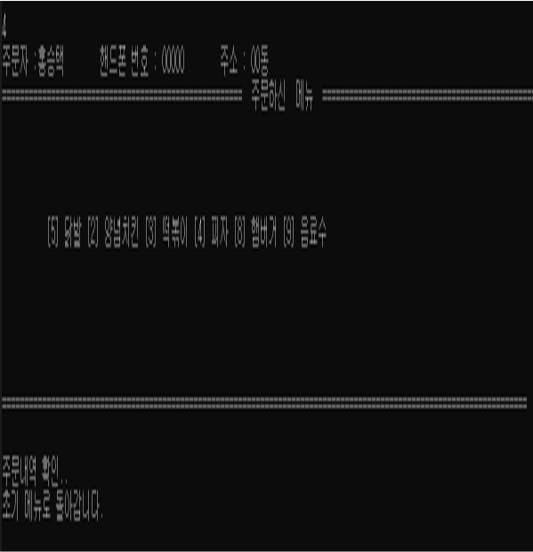 4
주문자 :홍승택 핸드폰 번호 : 00000 주소 : 00동
================================ 주문하신 메뉴 ============================
[5] 닭발 [2] 양념치킨 [3] 떡볶이 [4] 피자 [8] 햄버거 [9] 음료수
======================================================================
주문내역 확인..
초기 메뉴로 돌아갑니다.